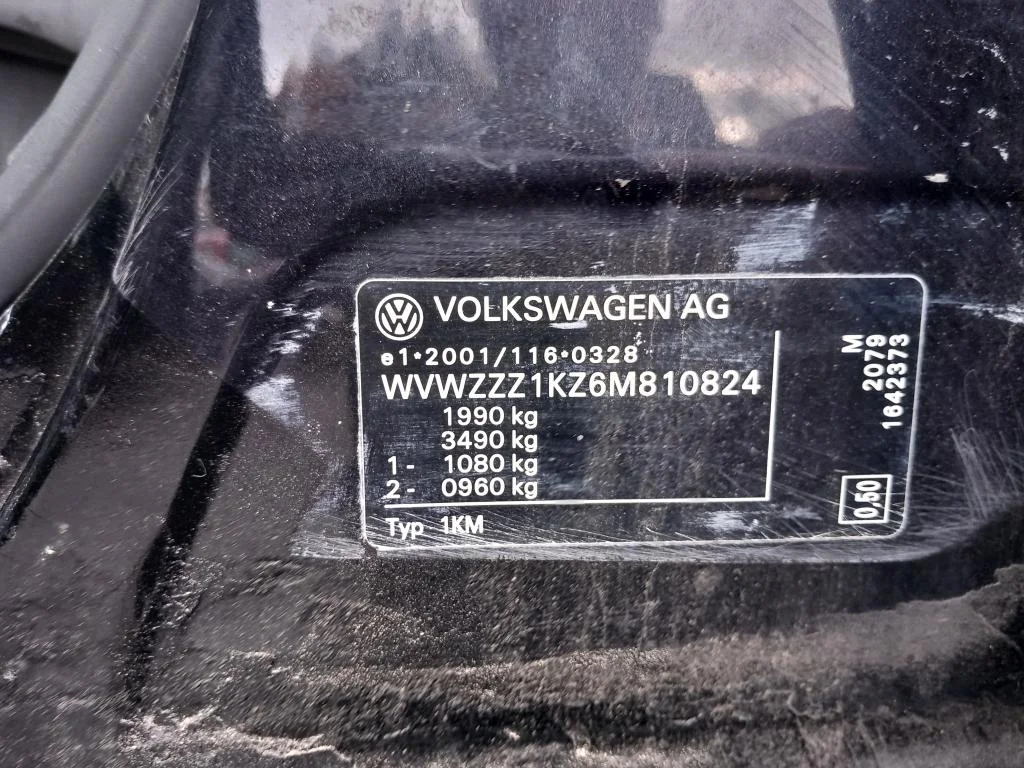 VOLKSWAGEN AG
e1*2001/116*0328
WVWZZZ1KZ6M810824
1990 kg
3490 kg
1- 1080 kg
2- 0960 kg
Typ 1KM
M
2079
1642373
0,50